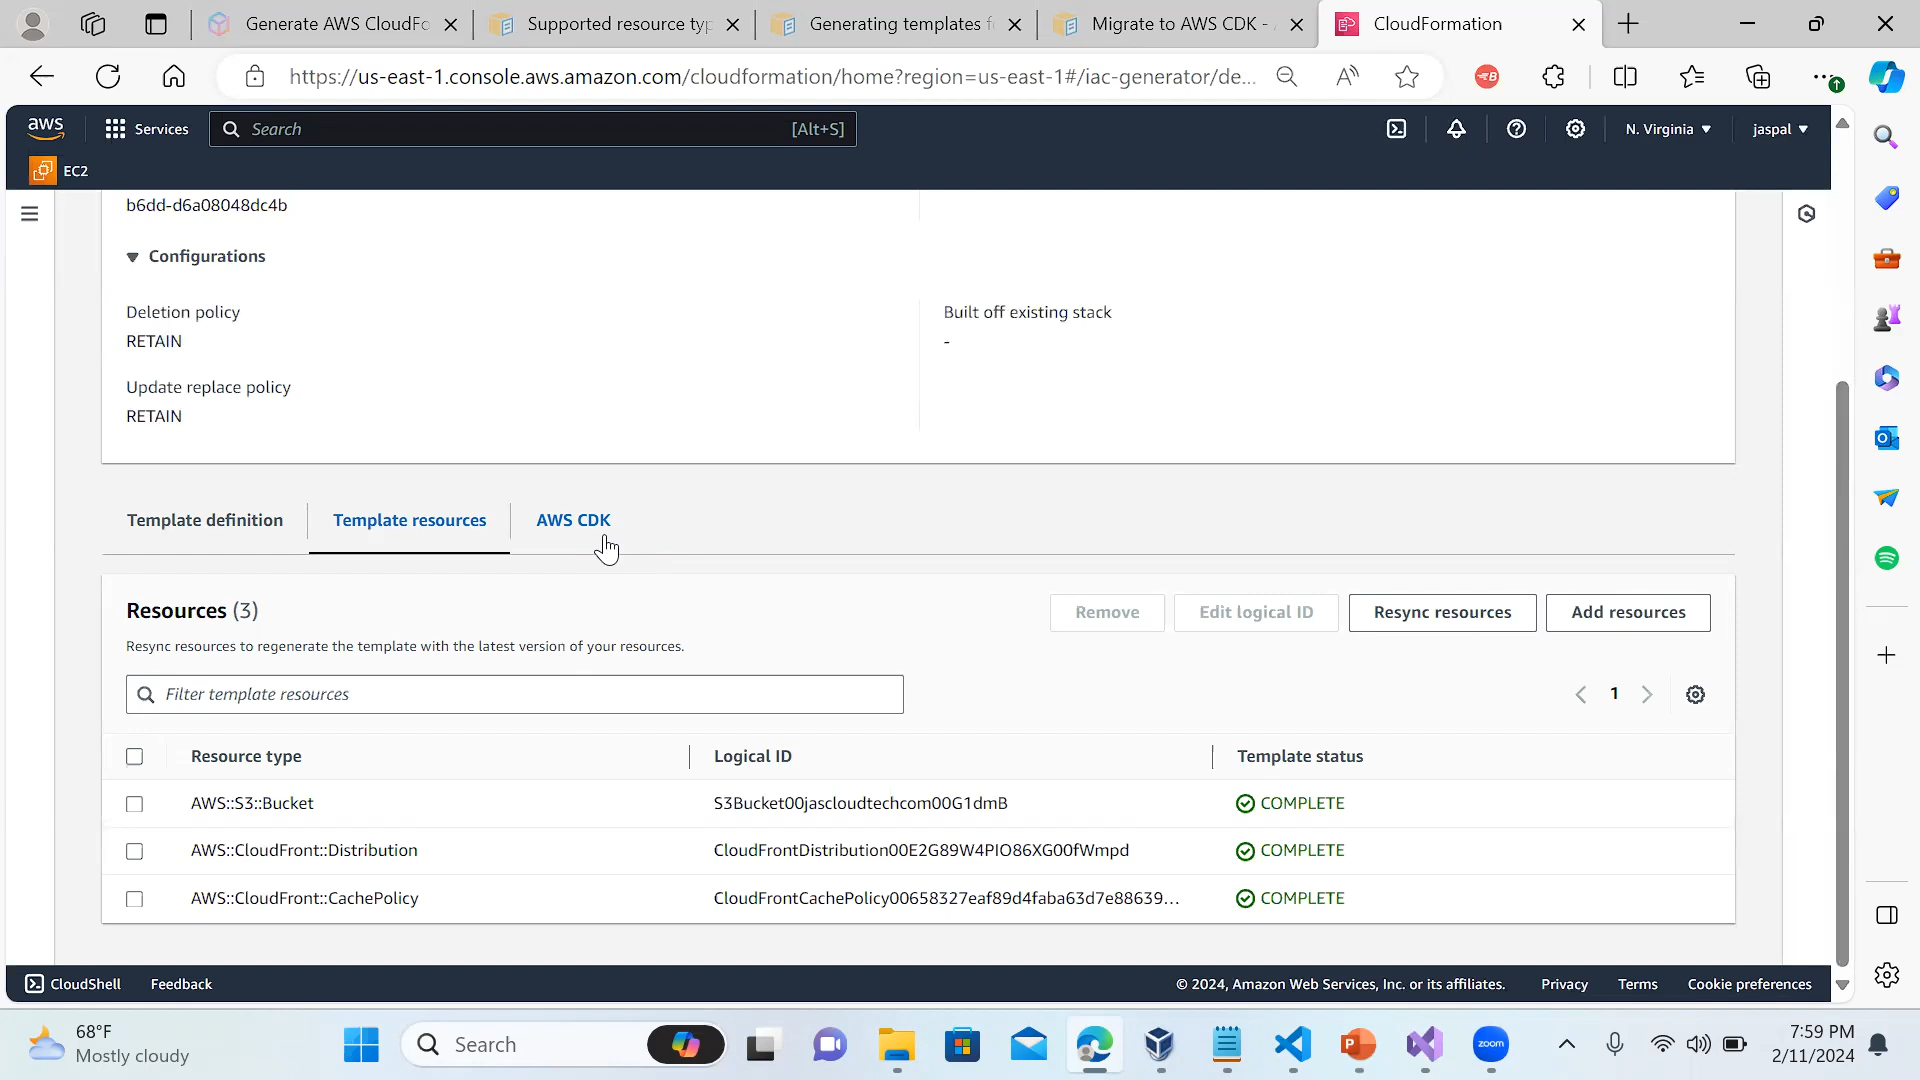 Generate AWS CloudFo
Supported resource typ
Generating templates f
Migrate to AWS CDK - 
CloudFormation
https://us-east-1.console.aws.amazon.com/cloudformation/home?region=us-east-1#/iac-generator/de...
aws
Services
Search
[Alt+S]
N. Virginia
jaspal
EC2
b6dd-d6a08048dc4b
Configurations
Deletion policy
RETAIN
Built off existing stack
-
Update replace policy
RETAIN
Template definition
Template resources
AWS CDK
Resources (3)
Remove
Edit logical ID
Resync resources
Add resources
Resync resources to regenerate the template with the latest version of your resources.
Filter template resources
1
Resource type
Logical ID
Template status
AWS::S3::Bucket
S3Bucket00jascloudtechcom00G1dmB
COMPLETE
AWS::CloudFront::Distribution
CloudFrontDistribution00E2G89W4PIO86XG00fWmpd
COMPLETE
AWS::CloudFront::CachePolicy
CloudFrontCachePolicy00658327eaf89d4faba63d7e88639...
COMPLETE
CloudShell
Feedback
© 2024, Amazon Web Services, Inc. or its affiliates.
Privacy
Terms
Cookie preferences
68°F
Mostly cloudy
Search
zoom
7:59 PM
2/11/2024